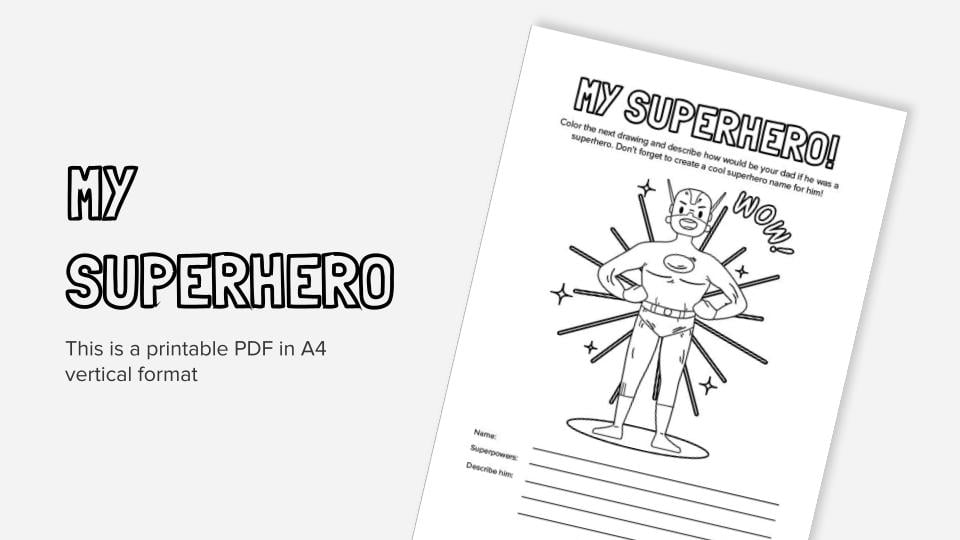 MY
SUPERHERO
This is a printable PDF in A4
vertical format
MY SUPERHERO!
Color the next drawing and describe how would be your dad if he was a
superhero. Don't forget to create a cool superhero name for him!
WOW!
Name:
Superpowers:
Describe him: